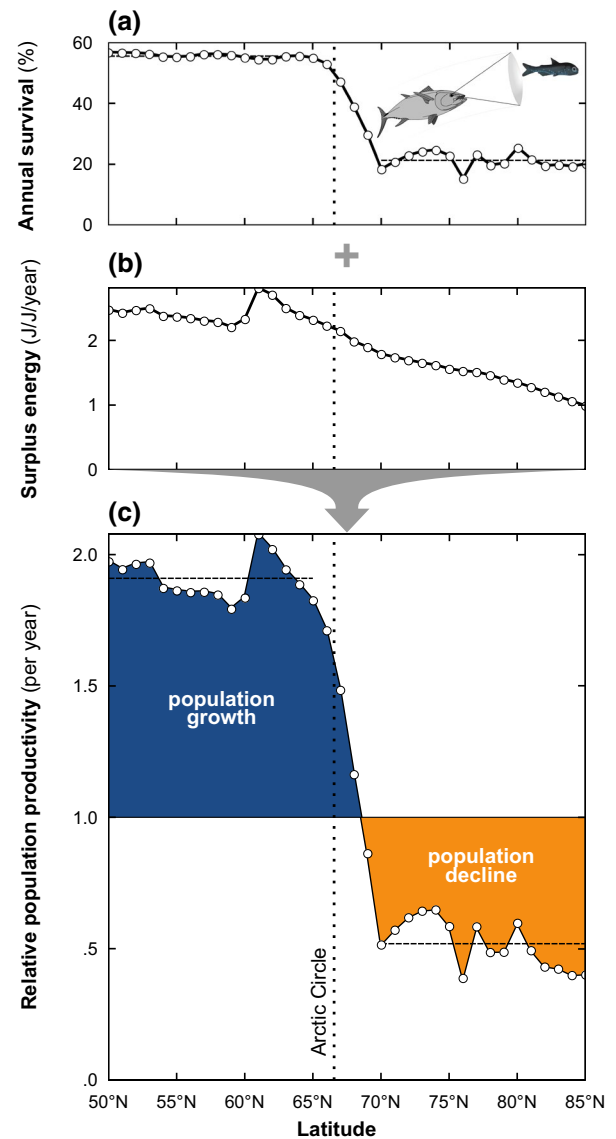 (a)
Annual survival (%)
60
40
20
0
+
(b)
Surplus energy (J/J/year)
2
1
0
(c)
Relative population productivity (per year)
2.0
1.5
1.0
.5
.0
population
growth
population
decline
Arctic Circle
50°N 55°N 60°N 65°N 70°N 75°N 80°N 85°N
Latitude